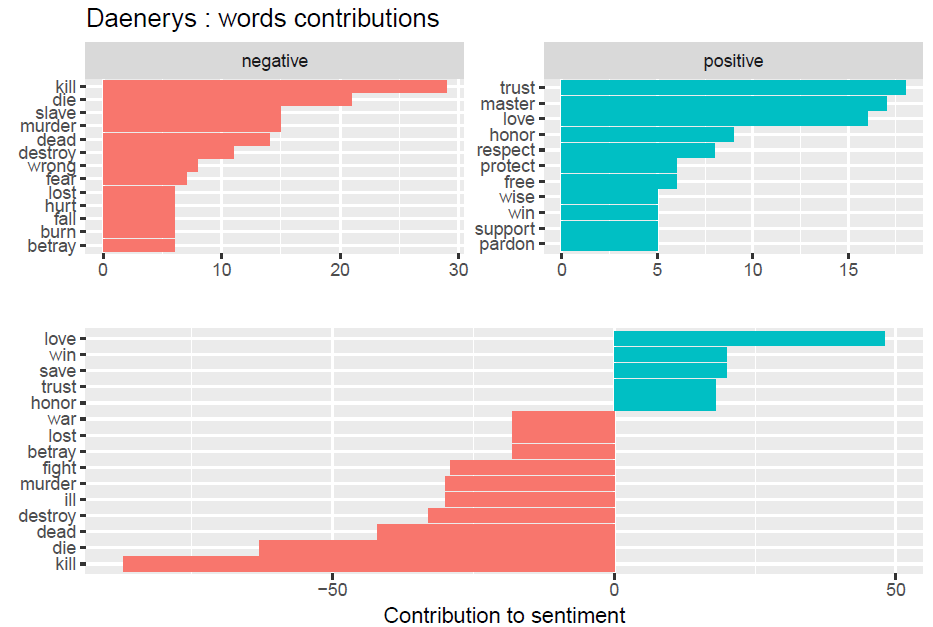 Daenerys : words contributions
negative
kill
die
slave
murder
dead
destroy
wrong
fear
lost
hurt
fall
burn
betray
0 10 20 30
positive
trust
master
love
honor
respect
protect
free
wise
win
support
pardon
0 5 10 15
love
win
save
trust
honor
war
lost
betray
fight
murder
ill
destroy
dead
die
kill
−50 0 50
Contribution to sentiment